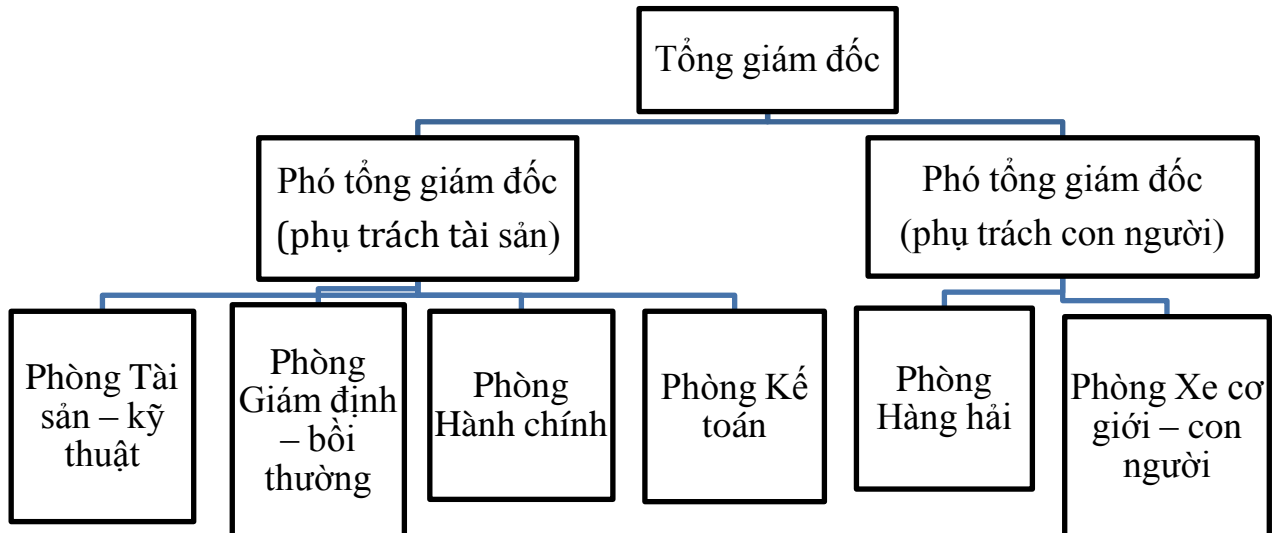 Tổng giám đốc
Phó tổng giám đốc
(phụ trách tài sản)
Phó tổng giám đốc
(phụ trách con người)
Phòng Tài
sản – kỹ
thuật
Phòng
Giám định
– bồi
thường
Phòng
Hành chính
Phòng Kế
toán
Phòng
Hàng hải
Phòng Xe cơ
giới – con
người